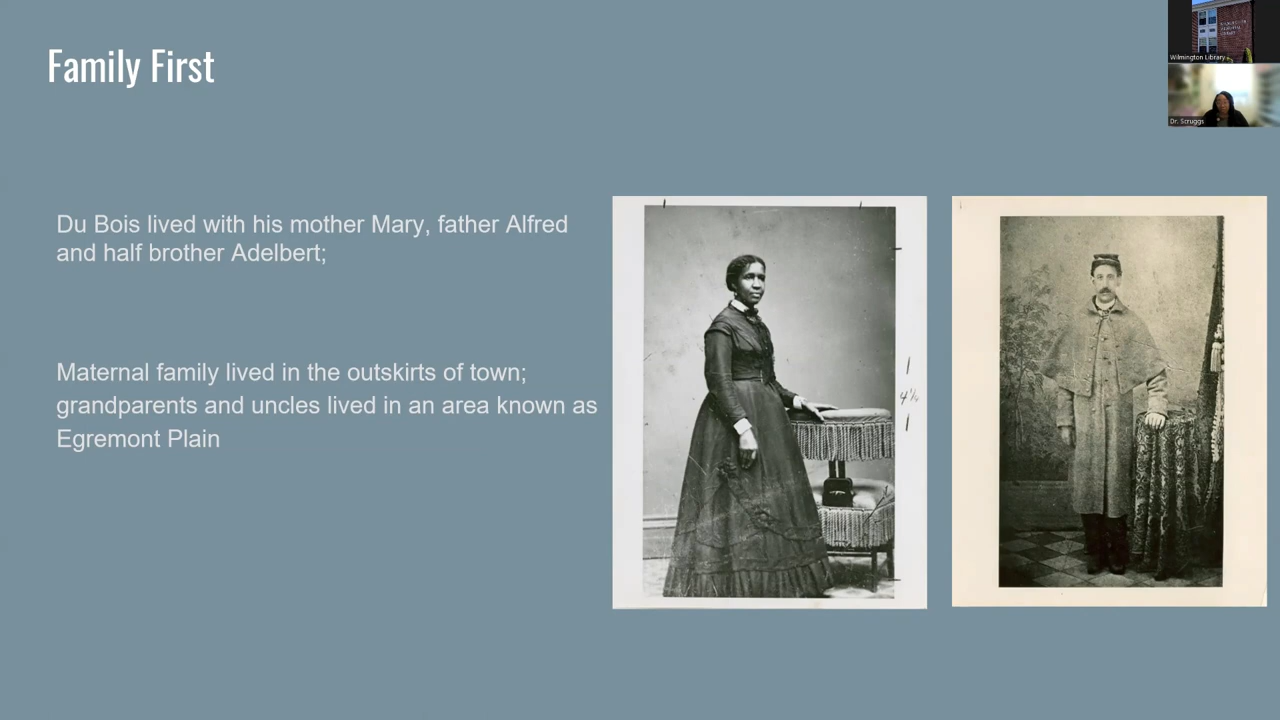 Family First
Wilmington Library
Dr. Scruggs
Du Bois lived with his mother Mary, father Alfred
and half brother Adelbert;
Maternal family lived in the outskirts of town;
grandparents and uncles lived in an area known as
Egremont Plain